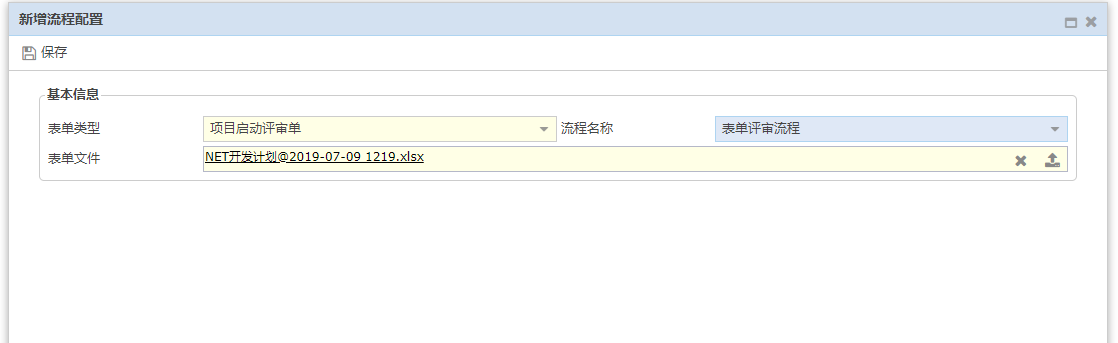 新增流程配置
保存
基本信息
表单类型 项目启动评审单 流程名称 表单评审流程
表单文件 NET开发计划@2019-07-09 1219.xlsx